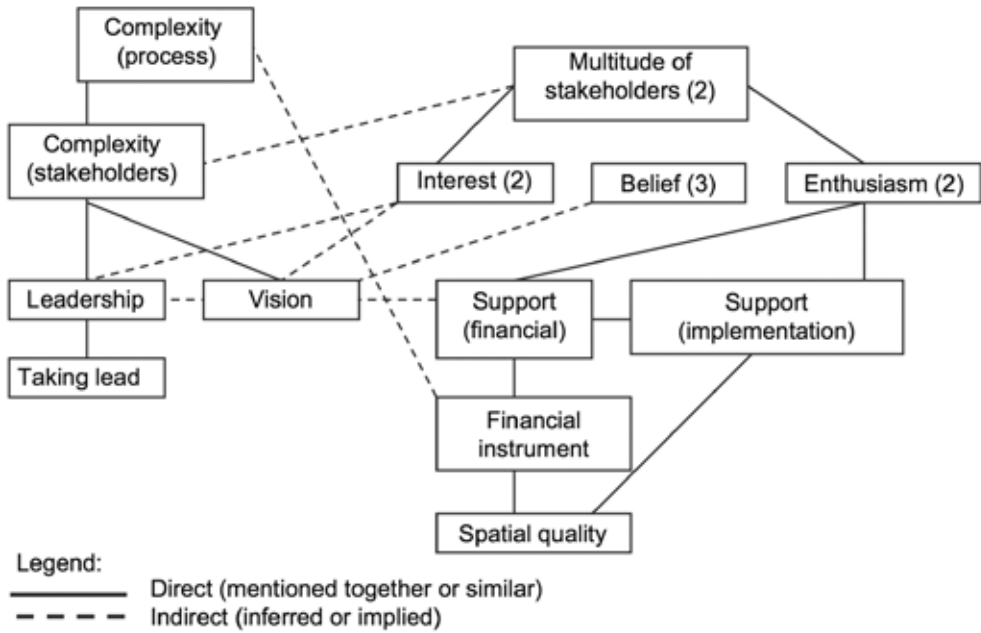 Complexity
(process)
Multitude of
stakeholders (2)
Complexity
(stakeholders)
Interest (2)
Belief (3)
Enthusiasm (2)
Leadership
Vision
Support
(financial)
Support
(implementation)
Taking lead
Financial
instrument
Spatial quality
Legend:
Direct (mentioned together or similar)
Indirect (inferred or implied)